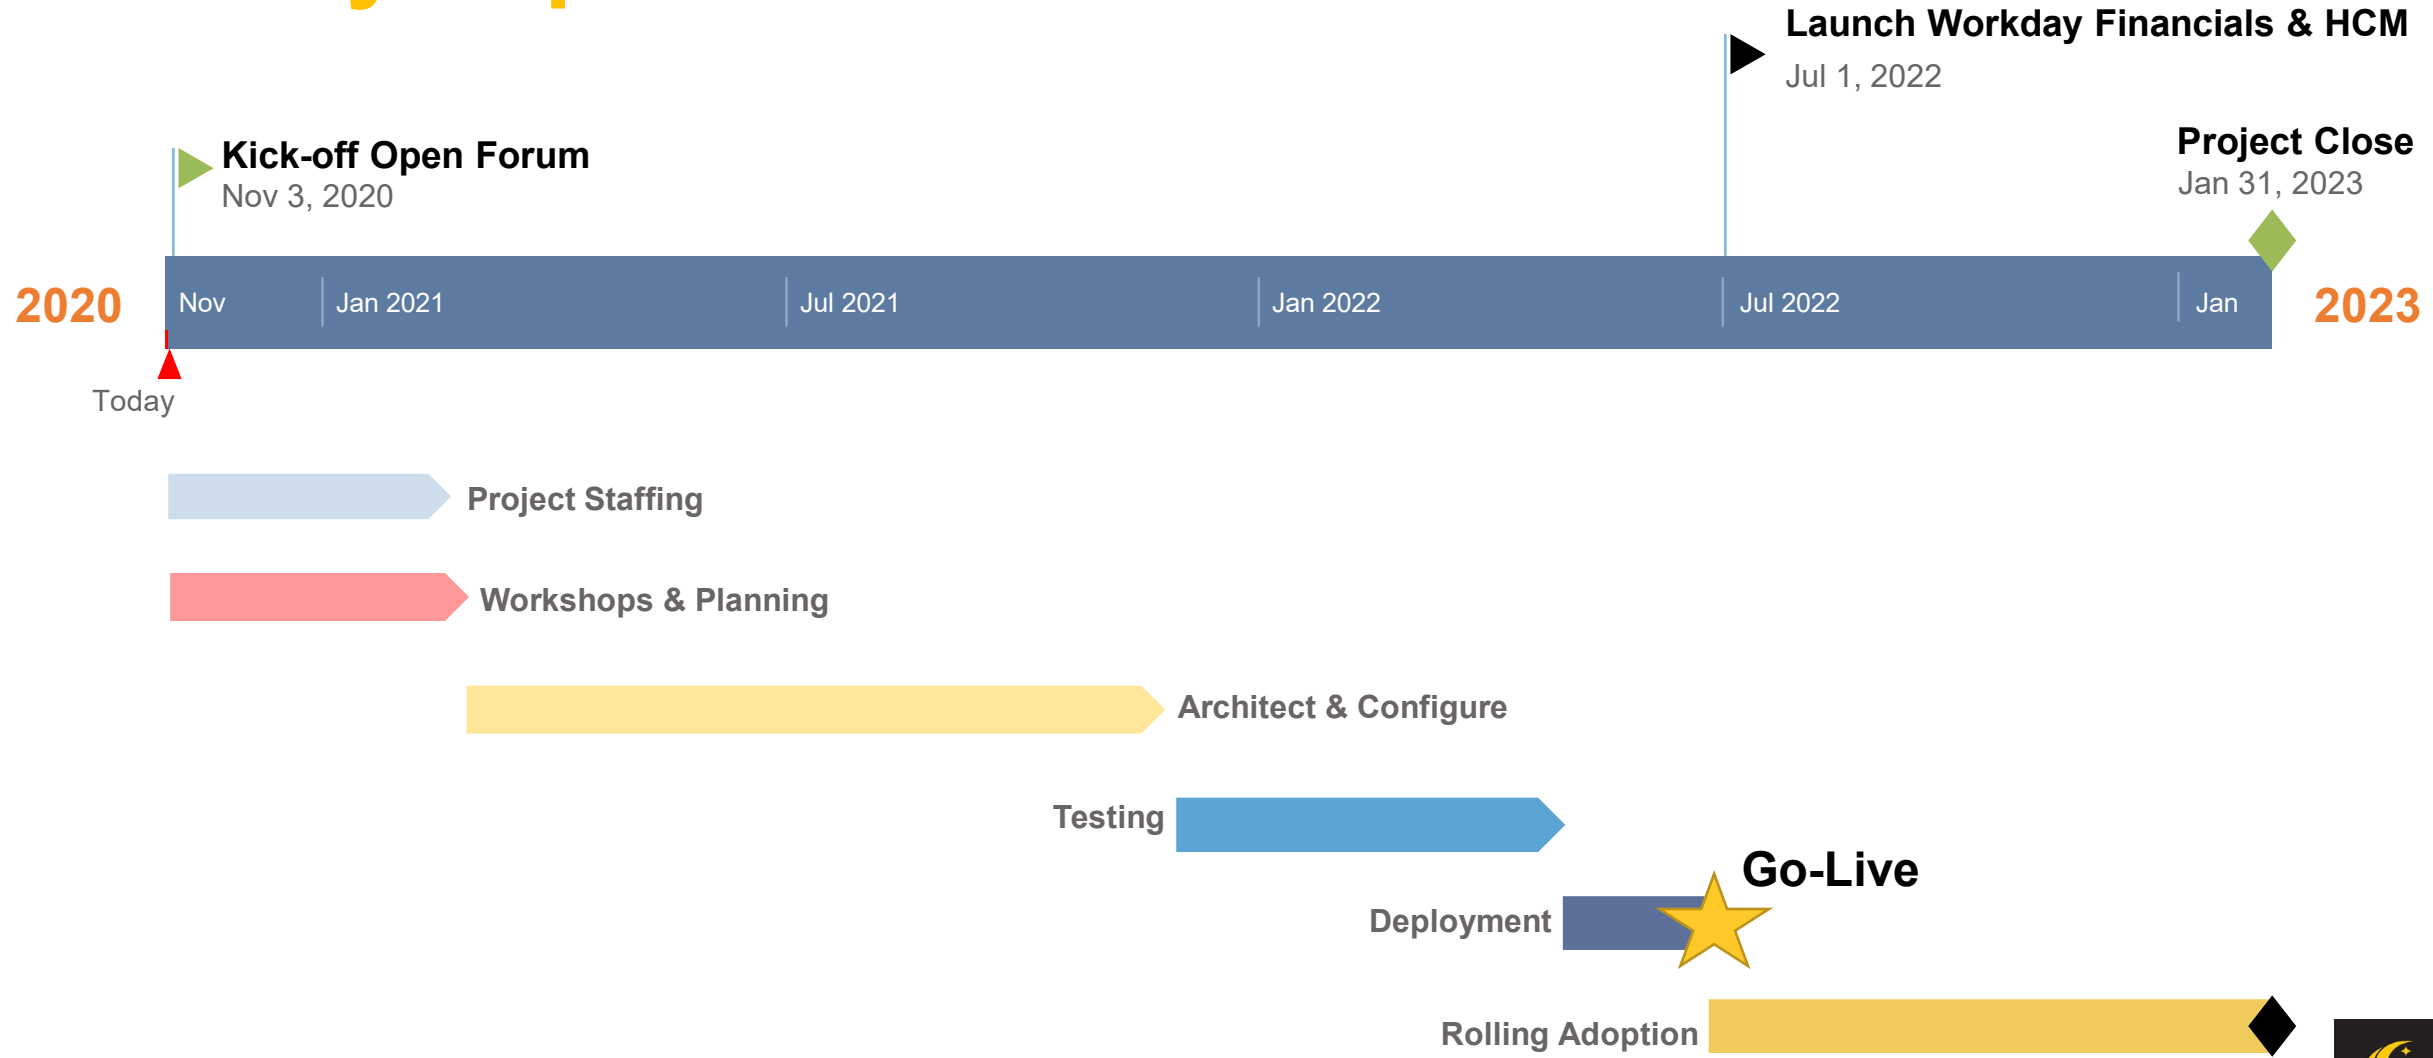 Launch Workday Financials & HCM
Jul 1, 2022
Kick-off Open Forum
Nov 3, 2020
Project Close
Jan 31, 2023
2020 Nov Jan 2021 Jul 2021 Jan 2022 Jul 2022 Jan 2023
Today
Project Staffing
Workshops & Planning
Architect & Configure
Testing
Go-Live
Deployment
Rolling Adoption